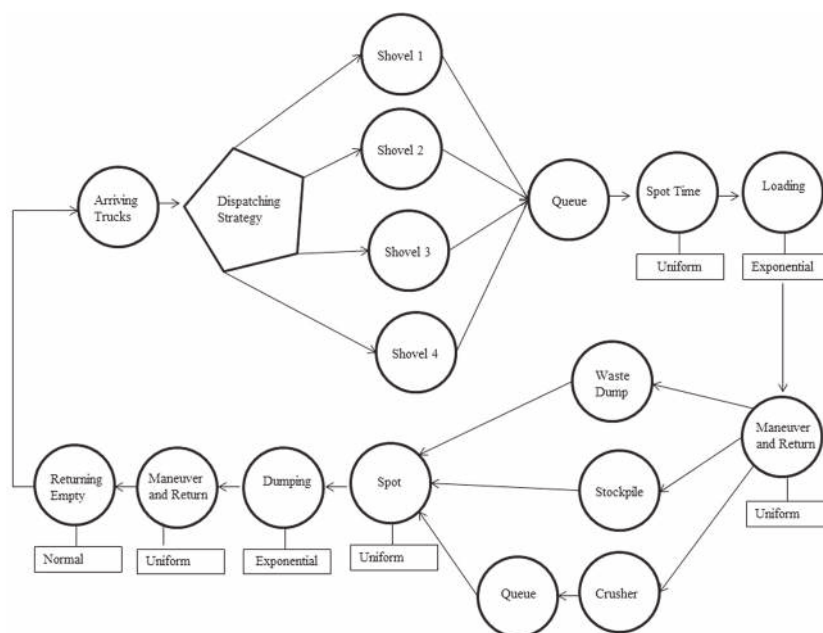 Shovel 1
Shovel 2
Arriving
Trucks
Dispatching
Strategy
Queue
Spot Time
Loading
Shovel 3
Uniform
Exponential
Shovel 4
Waste
Dump
Maneuver
and Return
Returning
Empty
Maneuver
and Return
Dumping
Spot
Stockpile
Uniform
Normal
Uniform
Exponential
Uniform
Queue
Crusher